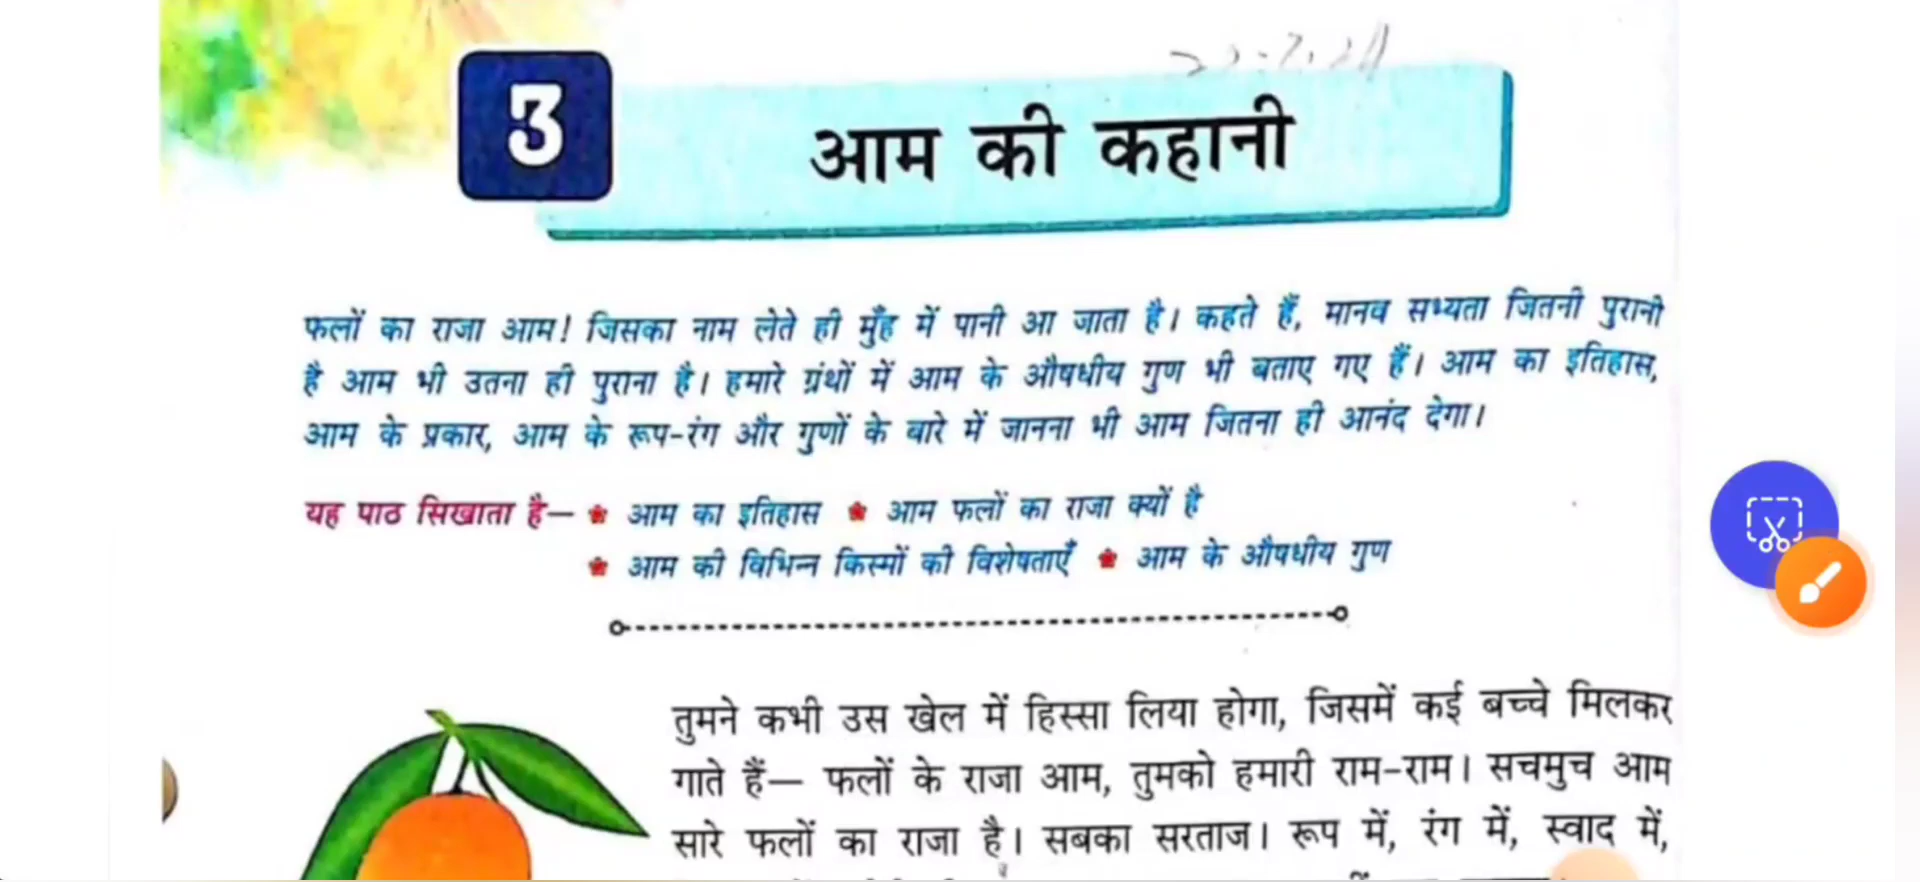 3
आम की कहानी
फलों का राजा आम! जिसका नाम लेते ही मुँह में पानी आ जाता है। कहते हैं, मानव सभ्यता जितनी पुरानी
है आम भी उतना ही पुराना है। हमारे ग्रंथों में आम के औषधीय गुण भी बताए गए हैं। आम का इतिहास,
आम के प्रकार, आम के रूप-रंग और गुणों के बारे में जानना भी आम जितना ही आनंद देगा।
यह पाठ सिखाता है— आम का इतिहास आम फलों का राजा क्यों है
आम की विभिन्न किस्मों की विशेषताएँ आम के औषधीय गुण
तुमने कभी उस खेल में हिस्सा लिया होगा, जिसमें कई बच्चे मिलकर
गाते हैं— फलों के राजा आम, तुमको हमारी राम-राम। सचमुच आम
सारे फलों का राजा है। सबका सरताज। रूप में, रंग में, स्वाद में,